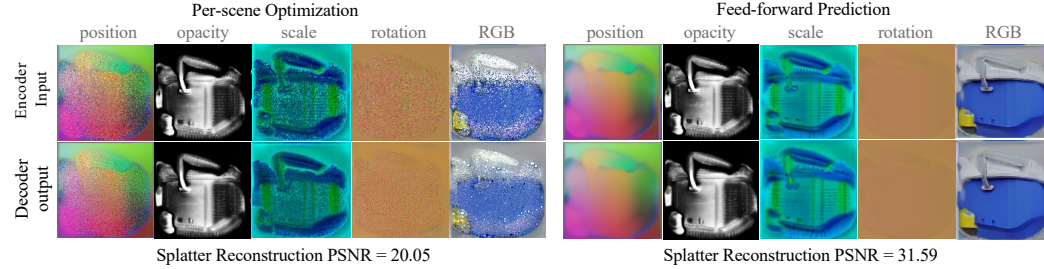 Per-scene Optimization
Feed-forward Prediction
position opacity scale rotation RGB
position opacity scale rotation RGB
Encoder
Input
Decoder
output
Splatter Reconstruction PSNR = 20.05
Splatter Reconstruction PSNR = 31.59